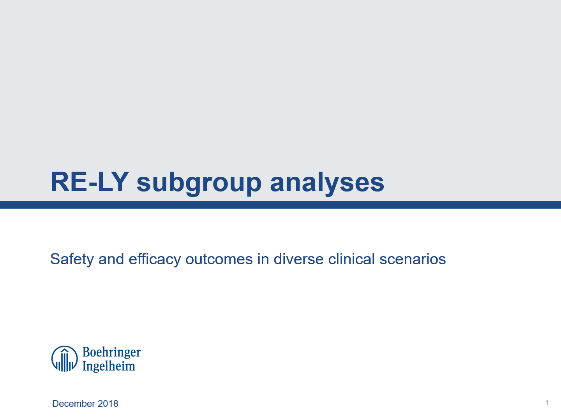 RE-LY subgroup analyses
Safety and efficacy outcomes in diverse clinical scenarios
Boehringer
Ingelheim
December 2018
1